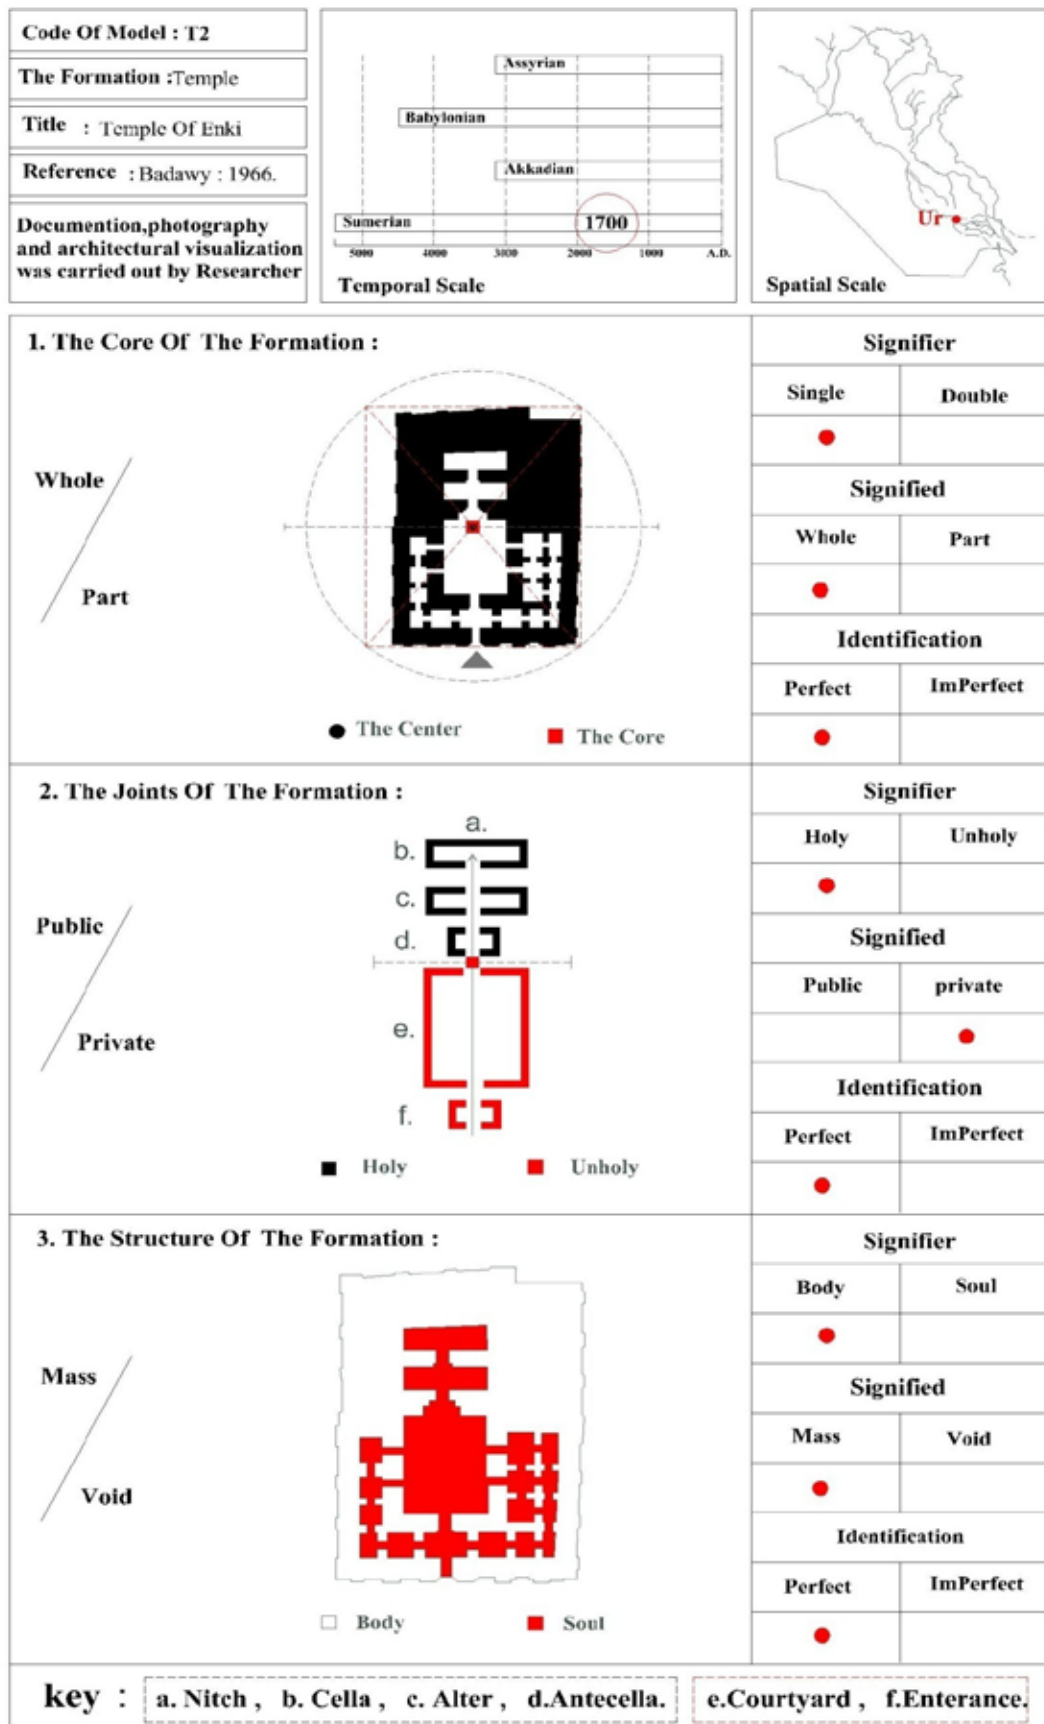 Code Of Model : T2
The Formation :Temple
Title : Temple Of Enki
Reference : Badawy : 1966.
Documention,photography
and architectural visualization
was carried out by Researcher
Assyrian
Babylonian
Akkadian
Sumerian
1700
5000 4000 3000 2000 1000 A.D.
Temporal Scale
Ur
Spatial Scale
1. The Core Of The Formation :
Whole
Part
The Center
The Core
Signifier
Single Double
Signified
Whole Part
Identification
Perfect ImPerfect
2. The Joints Of The Formation :
Public
Private
a.
b.
c.
d.
e.
f.
Holy
Unholy
Signifier
Holy Unholy
Signified
Public private
Identification
Perfect ImPerfect
3. The Structure Of The Formation :
Mass
Void
Body
Soul
Signifier
Body Soul
Signified
Mass Void
Identification
Perfect ImPerfect
key : a. Nitch , b. Cella , c. Alter , d.Antecella. e.Courtyard , f.Enterance.